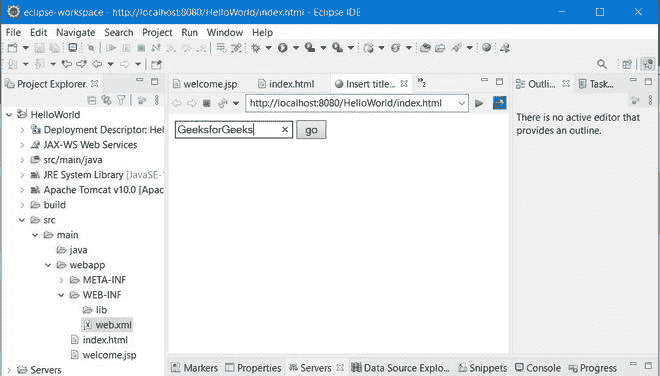 eclipse-workspace - http://localhost:8080/HelloWorld/index.html - Eclipse IDE
File Edit Navigate Search Project Run Window Help
Project Explorer
welcome.jsp index.html Insert title... »2
Outli... Task...
http://localhost:8080/HelloWorld/index.html
HelloWorld
Deployment Descriptor: Hel
JAX-WS Web Services
src/main/java
JRE System Library [JavaSE-1
Apache Tomcat v10.0 [Apac
build
src
main
java
webapp
META-INF
WEB-INF
lib
web.xml
index.html
welcome.jsp
Servers
GeeksforGeeks
go
There is no active editor that
provides an outline.
Markers Properties Servers Data Source Explo... Snippets Console Progress